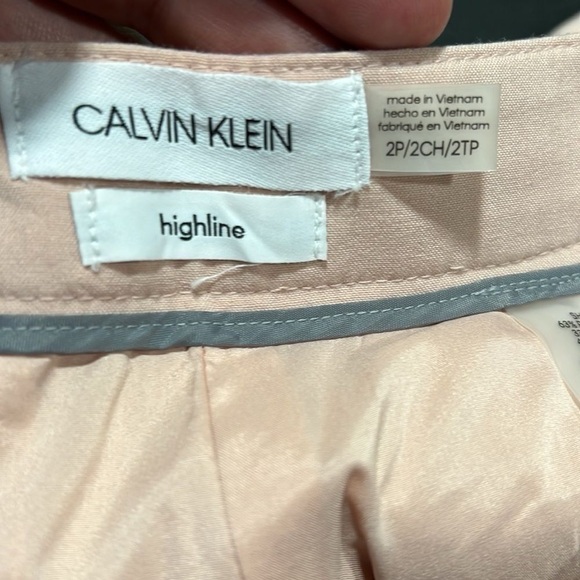 CALVIN KLEIN
highline
made in Vietnam
hecho en Vietnam
fabriqué en Vietnam
2P/2CH/2TP